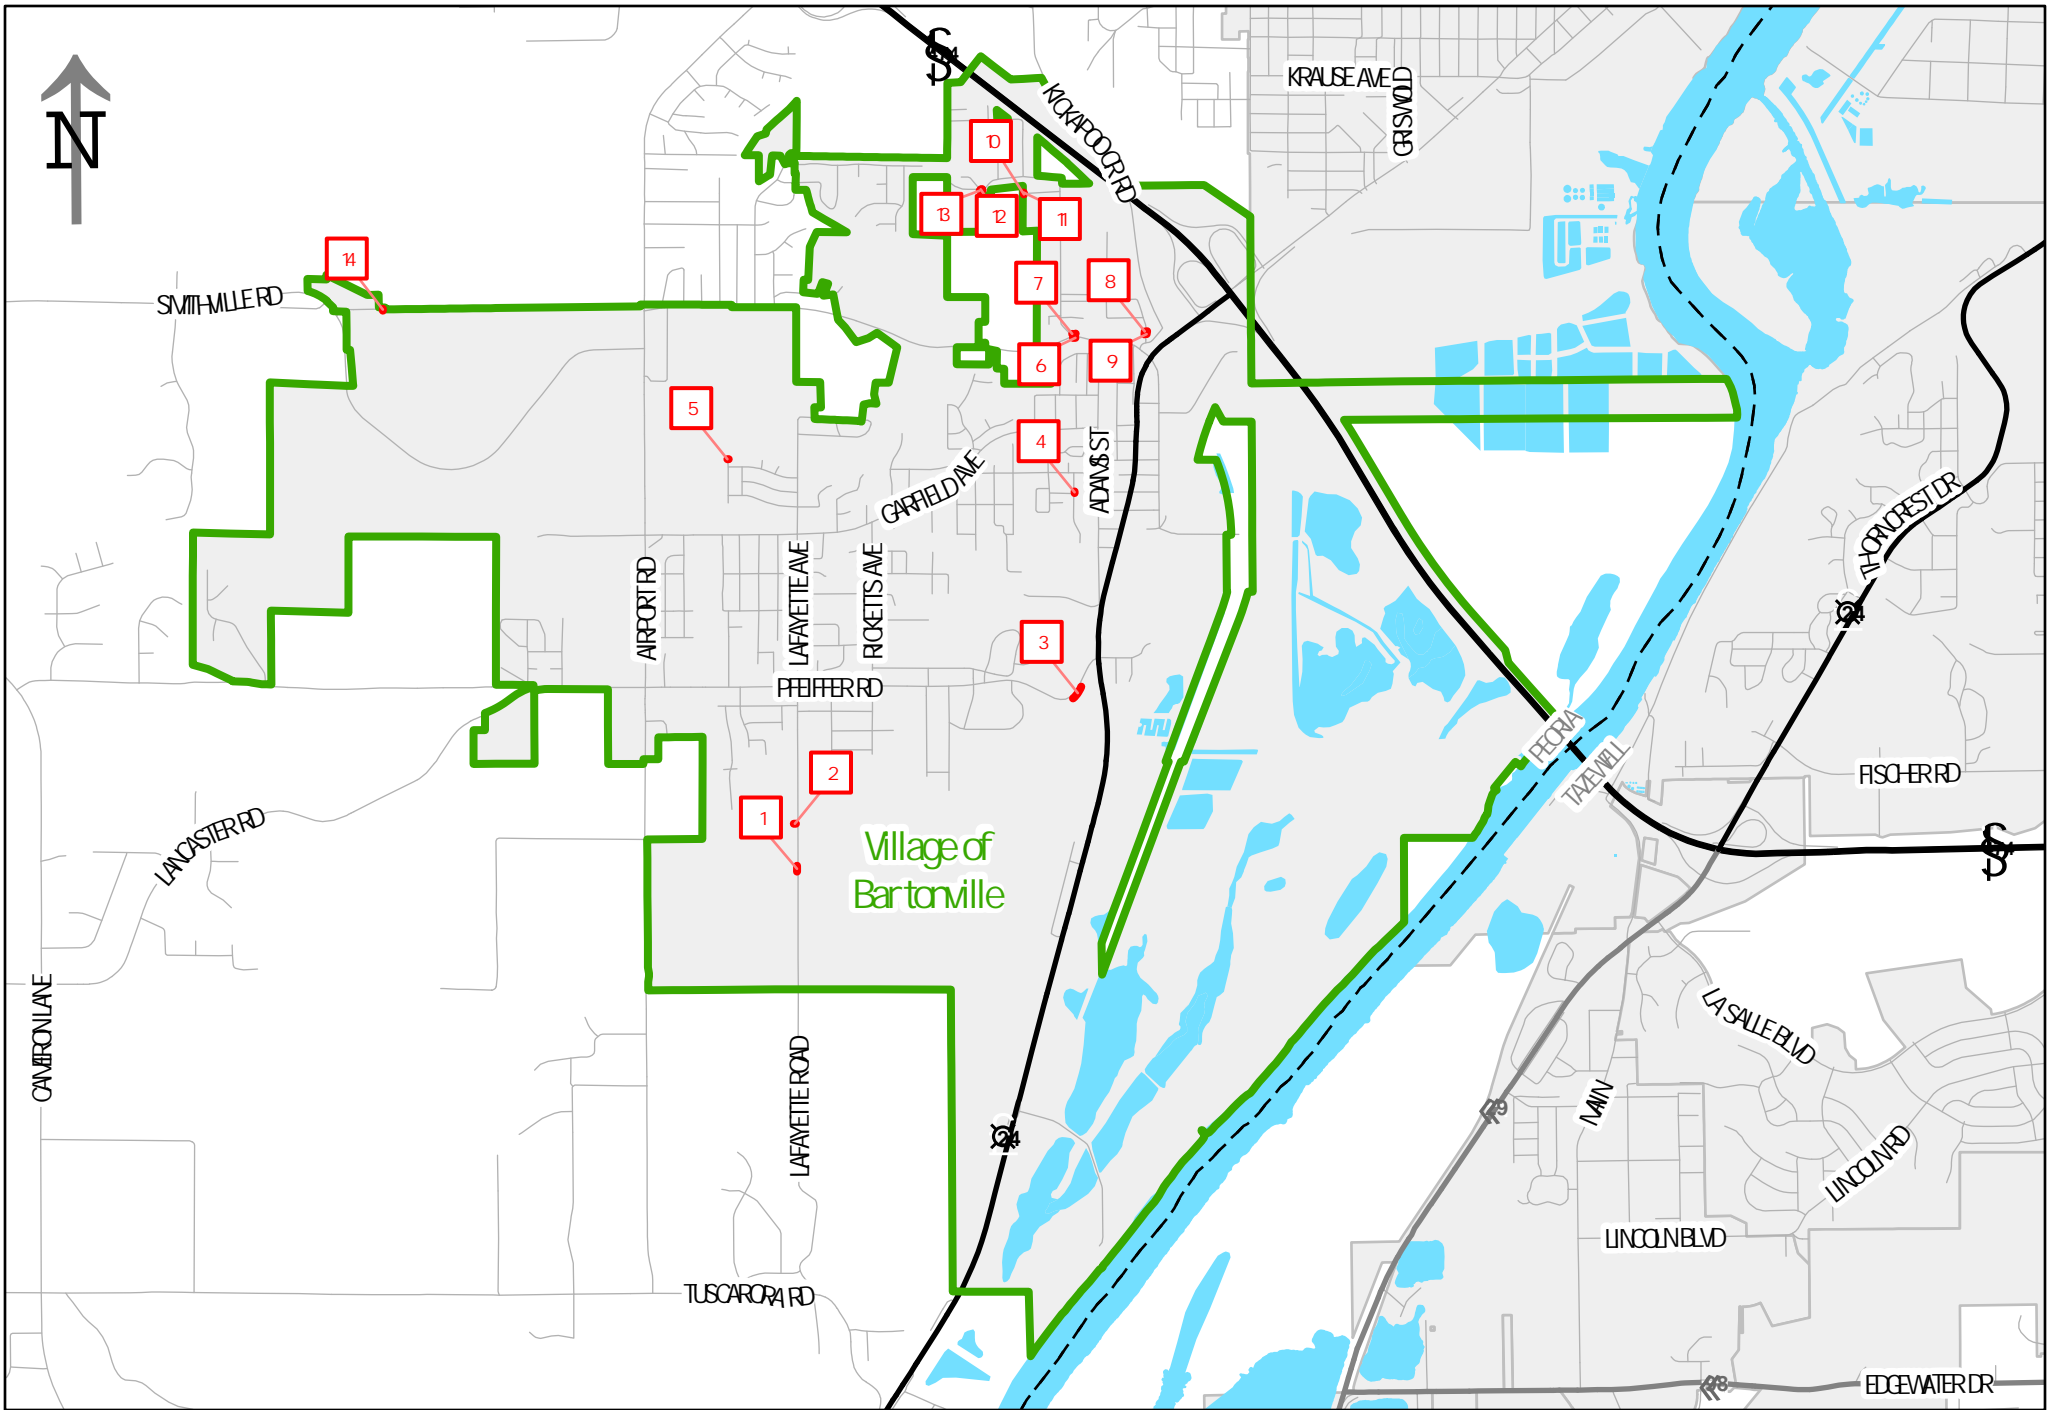 KRAUSE AVE
GRISWOLD
KICKAPOO CR RD
N
10
13
12
11
14
7
8
SMITHVILLE RD
6
9
5
4
ADAMS ST
GARFIELD AVE
THORNCREST DR
AIRPORT RD
LAFAYETTE AVE
RICKETTS AVE
24
3
PFEIFFER RD
PEORIA
TAZEWELL
2
1
FISCHER RD
LANCASTER RD
Village of
Bartonville
CAMERON LANE
LAFAYETTE ROAD
LA SALLE BLVD
MAIN
24
LINCOLN RD
LINCOLN BLVD
TUSCARORA RD
EDGEWATER DR